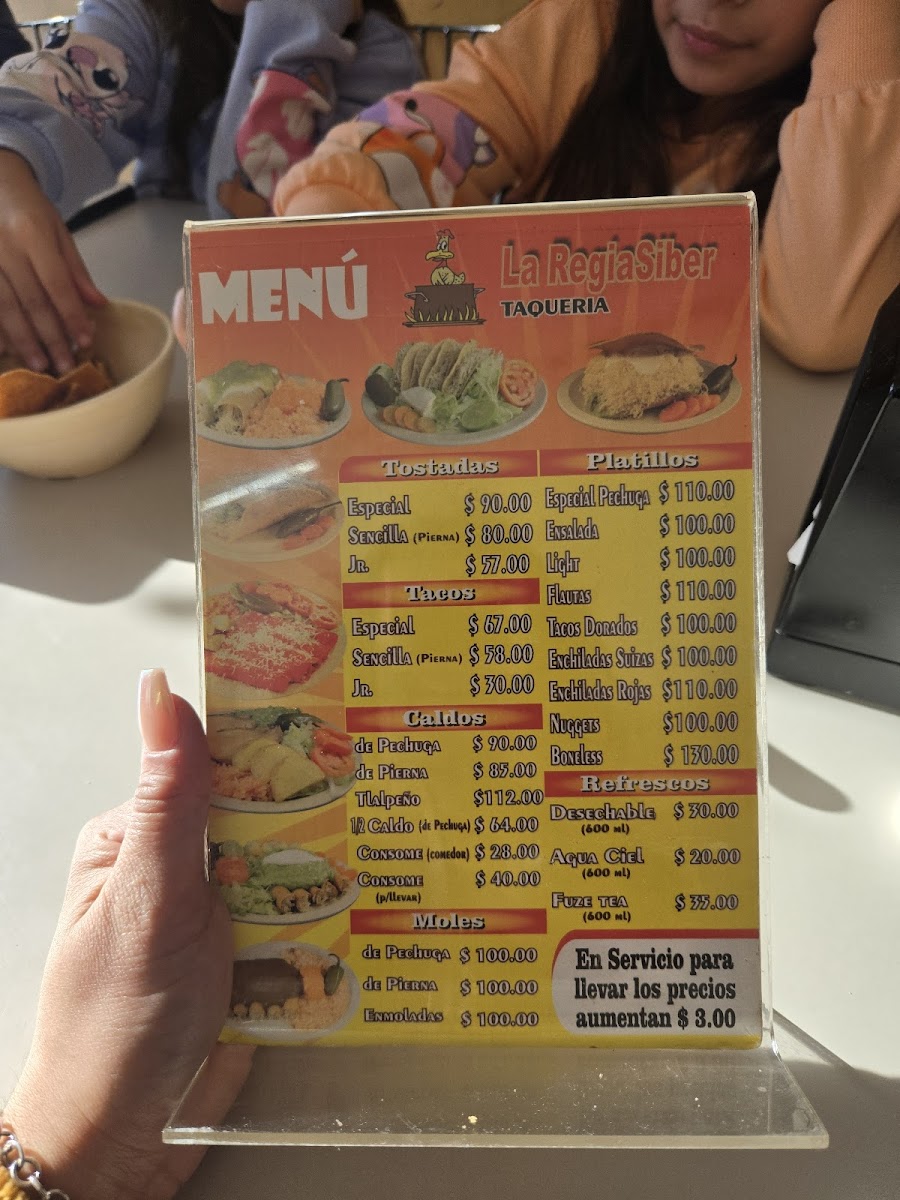 MENÚ
La RegiaSiber
TAQUERIA
Tostadas
Especial $ 90.00
Sencilla (Pierna) $ 80.00
Jr. $ 57.00
Tacos
Especial $ 67.00
Sencilla (Pierna) $ 58.00
Jr. $ 30.00
Caldos
de Pechuga $ 90.00
de Pierna $ 85.00
Tlalpeño $112.00
1/2 Caldo (de Pechuga) $ 64.00
Consome (comedor) $ 28.00
Consome $ 40.00
(p/llevar)
Moles
de Pechuga $ 100.00
de Pierna $ 100.00
Enmoladas $ 100.00
Platillos
Especial Pechuga $ 110.00
Ensalada $ 100.00
Light $ 100.00
Flautas $ 110.00
Tacos Dorados $ 100.00
Enchiladas Suizas $ 100.00
Enchiladas Rojas $110.00
Nuggets $100.00
Boneless $ 130.00
Refrescos
Desechable $ 30.00
(600 ml)
Agua Ciel $ 20.00
(600 ml)
Fuze tea $ 35.00
(600 ml)
En Servicio para
llevar los precios
aumentan $ 3.00